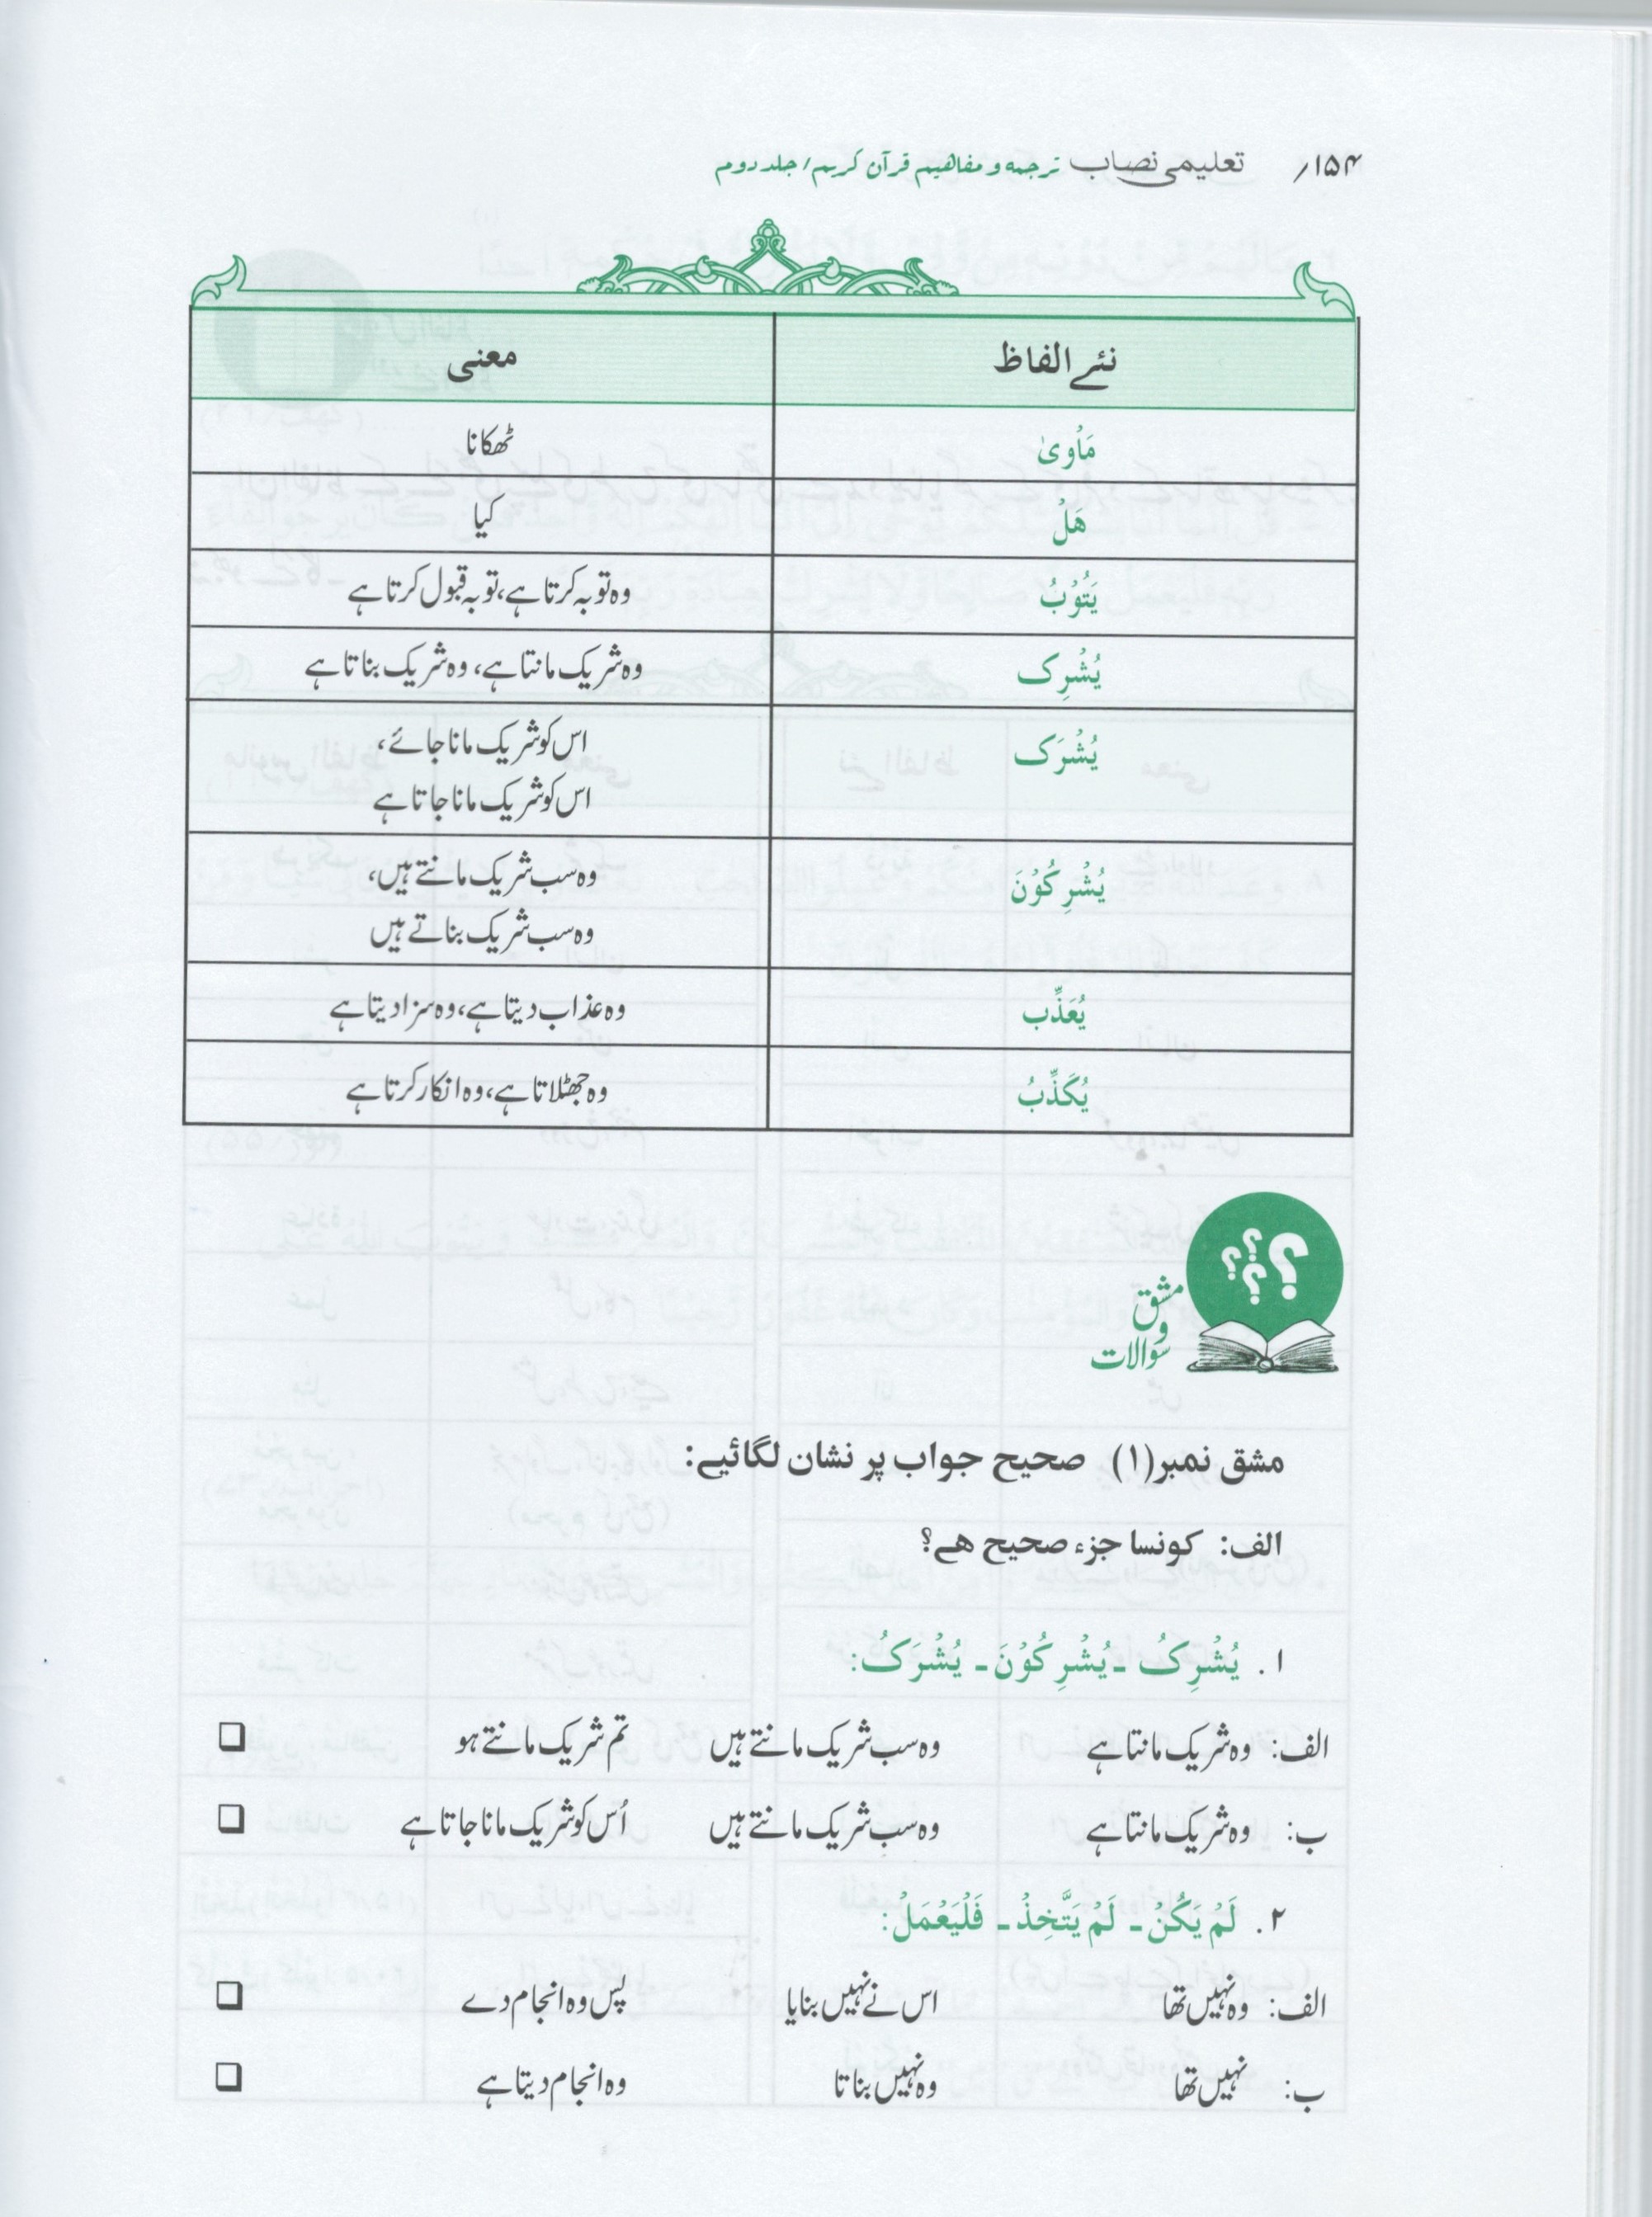 ۱۵۴/ تعلیمی نصاب ترجمه و مفاهیم قرآن کریم/ جلد دوم
نئے الفاظ معنی
مَاْویٰ ٹھکانا
هَلْ کیا
یَتُوْبُ وہ توبہ کرتا ہے، توبہ قبول کرتا ہے
یُشْرِک وہ شریک مانتا ہے، وہ شریک بناتا ہے
یُشْرَک اس کو شریک مانا جائے،
اس کو شریک مانا جاتا ہے
یُشْرِکُوْنَ وہ سب شریک مانتے ہیں،
وہ سب شریک بناتے ہیں
یُعَذِّب وہ عذاب دیتا ہے، وہ سزا دیتا ہے
یُکَذِّبُ وہ جھٹلاتا ہے، وہ انکار کرتا ہے
مشق
و
سوالات
مشق نمبر(۱) صحیح جواب پر نشان لگائیے:
الف: کونسا جزء صحیح هے؟
۱. یُشْرِکُ ـ یُشْرِکُوْنَ ـ یُشْرَکُ:
الف: وہ شریک مانتا ہے وہ سب شریک مانتے ہیں تم شریک مانتے ہو ❑
ب: وہ شریک مانتا ہے وہ سب شریک مانتے ہیں اُس کو شریک مانا جاتا ہے ❑
۲. لَمْ یَکُنْ ـ لَمْ یَتَّخِذْ ـ فَلْیَعْمَلْ:
الف: وہ نہیں تھا اس نے نہیں بنایا پس وہ انجام دے ❑
ب: نہیں تھا وہ نہیں بناتا وہ انجام دیتا ہے ❑